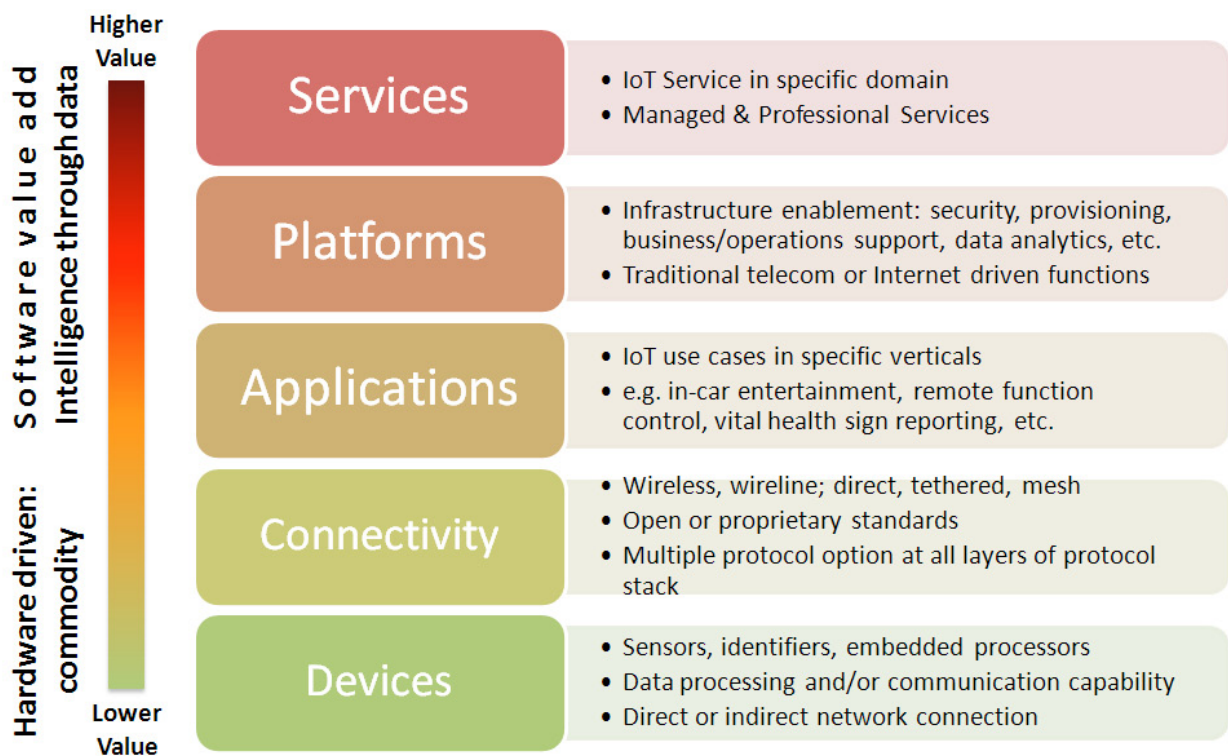 Higher
Value
Software value add
Intelligence through data
Hardware driven:
commodity
Lower
Value
Services
• IoT Service in specific domain
• Managed & Professional Services
Platforms
• Infrastructure enablement: security, provisioning,
business/operations support, data analytics, etc.
• Traditional telecom or Internet driven functions
Applications
• IoT use cases in specific verticals
• e.g. in-car entertainment, remote function
control, vital health sign reporting, etc.
Connectivity
• Wireless, wireline; direct, tethered, mesh
• Open or proprietary standards
• Multiple protocol option at all layers of protocol
stack
Devices
• Sensors, identifiers, embedded processors
• Data processing and/or communication capability
• Direct or indirect network connection